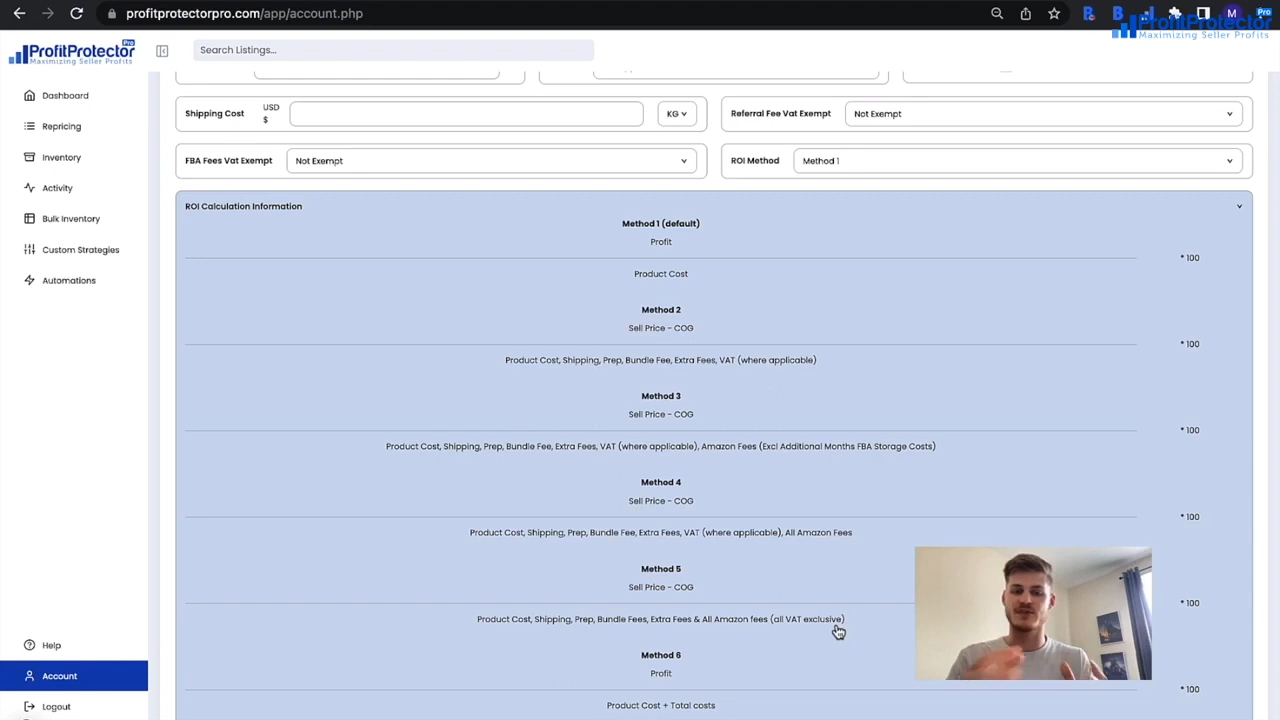 profitprotectorpro.com/app/account.php
Pro
ProfitProtector
Maximizing Seller Profits
ProfitProtector
Pro
Maximizing Seller Profits
Search Listings...
Dashboard
Repricing
Inventory
Activity
Bulk Inventory
Custom Strategies
Automations
Help
Account
Logout
Shipping Cost USD $ KG
Referral Fee Vat Exempt Not Exempt
FBA Fees Vat Exempt Not Exempt
ROI Method Method 1
ROI Calculation Information
Method 1 (default)
Profit
* 100
Product Cost
Method 2
Sell Price - COG
* 100
Product Cost, Shipping, Prep, Bundle Fee, Extra Fees, VAT (where applicable)
Method 3
Sell Price - COG
* 100
Product Cost, Shipping, Prep, Bundle Fee, Extra Fees, VAT (where applicable), Amazon Fees (Excl Additional Months FBA Storage Costs)
Method 4
Sell Price - COG
* 100
Product Cost, Shipping, Prep, Bundle Fee, Extra Fees, VAT (where applicable), All Amazon Fees
Method 5
Sell Price - COG
* 100
Product Cost, Shipping, Prep, Bundle Fees, Extra Fees & All Amazon fees (all VAT exclusive)
Method 6
Profit
* 100
Product Cost + Total costs